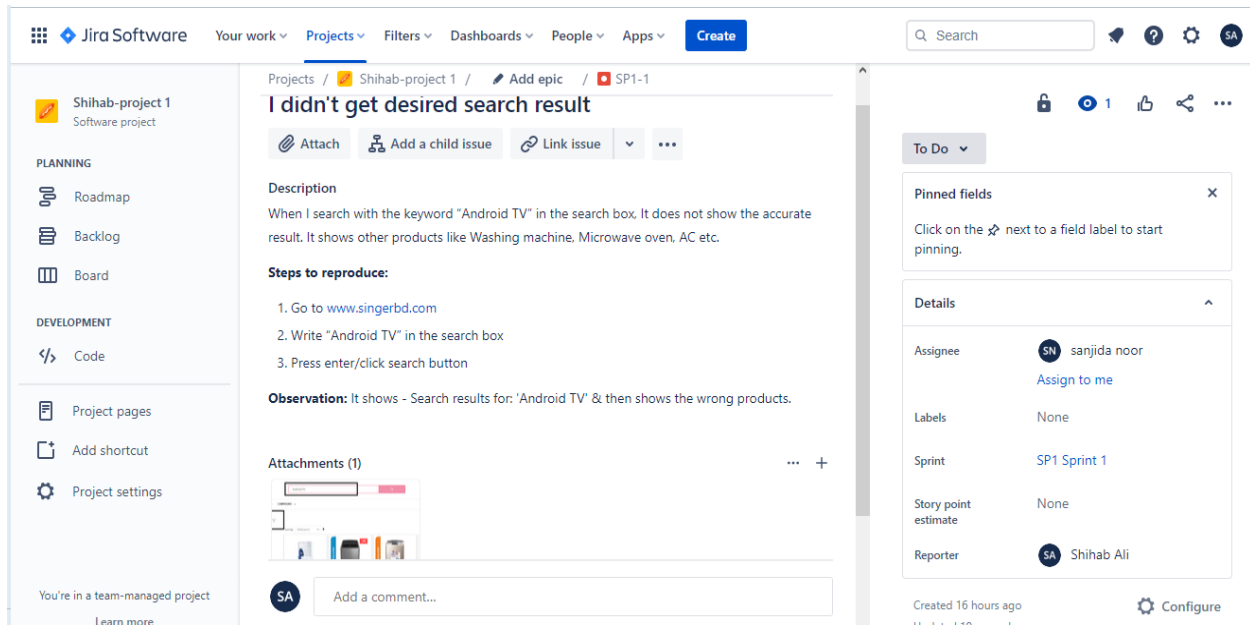 Jira Software Your work Projects Filters Dashboards People Apps Create Search SA
Shihab-project 1
Software project
PLANNING
Roadmap
Backlog
Board
DEVELOPMENT
Code
Project pages
Add shortcut
Project settings
You're in a team-managed project
Learn more
Projects / Shihab-project 1 / Add epic / SP1-1
I didn't get desired search result
Attach Add a child issue Link issue
Description
When I search with the keyword “Android TV” in the search box, It does not show the accurate
result. It shows other products like Washing machine, Microwave oven, AC etc.
Steps to reproduce:
1. Go to www.singerbd.com
2. Write “Android TV” in the search box
3. Press enter/click search button
Observation: It shows - Search results for: 'Android TV' & then shows the wrong products.
Attachments (1)
SA Add a comment...
1
To Do
Pinned fields
Click on the next to a field label to start
pinning.
Details
Assignee SN sanjida noor
Assign to me
Labels None
Sprint SP1 Sprint 1
Story point
estimate
None
Reporter SA Shihab Ali
Created 16 hours ago
Configure